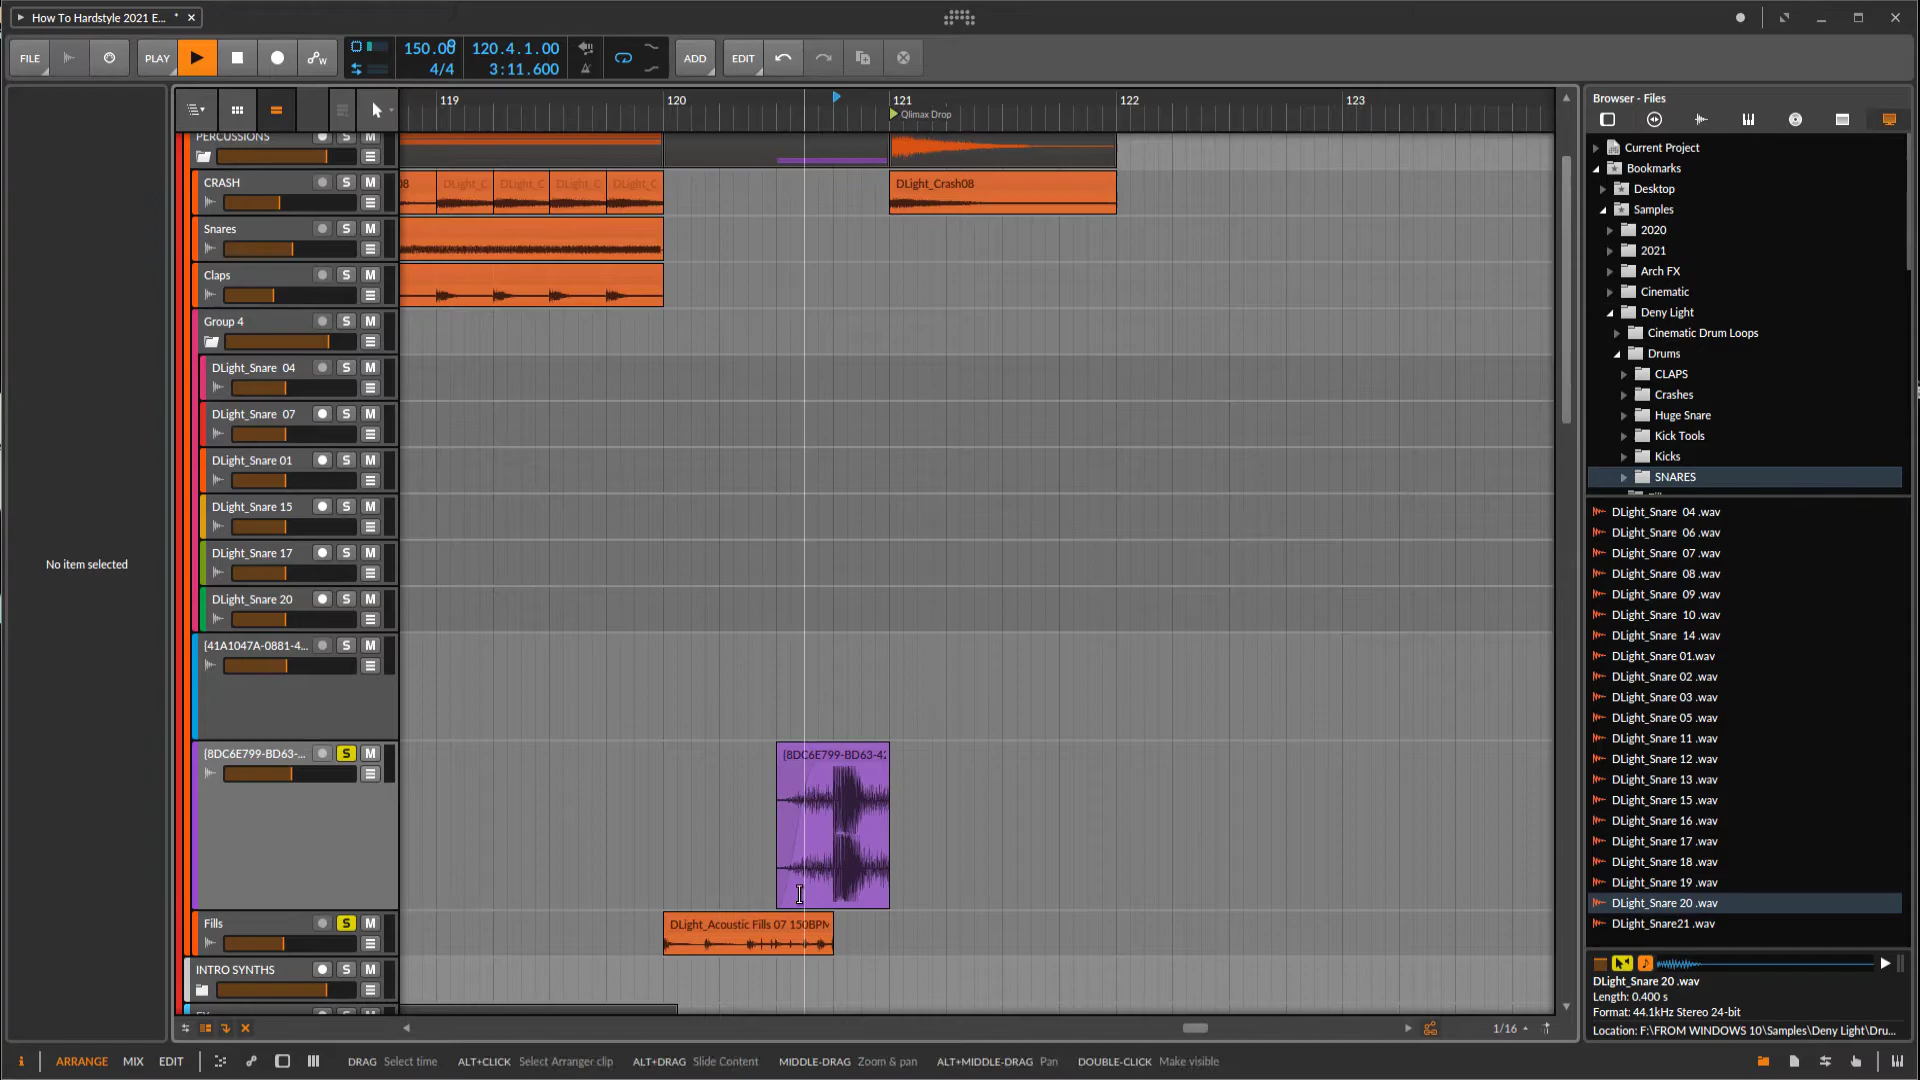 How To Hardstyle 2021 E... *
FILE
PLAY
150.00
4/4
120.4.1.00
3:11.600
ADD
EDIT
119
120
121
122
123
Qlimax Drop
PERCUSSIONS
CRASH S M
08 DLight_C DLight_C DLight_C DLight_C
DLight_Crash08
Snares S M
Claps S M
Group 4 S M
DLight_Snare 04 S M
DLight_Snare 07 S M
DLight_Snare 01 S M
DLight_Snare 15 S M
DLight_Snare 17 S M
DLight_Snare 20 S M
{41A1047A-0881-4... S M
{8DC6E799-BD63-... S M
{8DC6E799-BD63-42
Fills S M
DLight_Acoustic Fills 07 150BPM
INTRO SYNTHS S M
No item selected
1/16
Browser - Files
Current Project
Bookmarks
Desktop
Samples
2020
2021
Arch FX
Cinematic
Deny Light
Cinematic Drum Loops
Drums
CLAPS
Crashes
Huge Snare
Kick Tools
Kicks
SNARES
DLight_Snare 04 .wav
DLight_Snare 06 .wav
DLight_Snare 07 .wav
DLight_Snare 08 .wav
DLight_Snare 09 .wav
DLight_Snare 10 .wav
DLight_Snare 14 .wav
DLight_Snare 01.wav
DLight_Snare 02 .wav
DLight_Snare 03 .wav
DLight_Snare 05 .wav
DLight_Snare 11 .wav
DLight_Snare 12 .wav
DLight_Snare 13 .wav
DLight_Snare 15 .wav
DLight_Snare 16 .wav
DLight_Snare 17 .wav
DLight_Snare 18 .wav
DLight_Snare 19 .wav
DLight_Snare 20 .wav
DLight_Snare21 .wav
DLight_Snare 20 .wav
Length: 0.400 s
Format: 44.1kHz Stereo 24-bit
Location: F:\FROM WINDOWS 10\Samples\Deny Light\Dru...
ARRANGE MIX EDIT
DRAG Select time ALT+CLICK Select Arranger clip ALT+DRAG Slide Content MIDDLE-DRAG Zoom & pan ALT+MIDDLE-DRAG Pan DOUBLE-CLICK Make visible